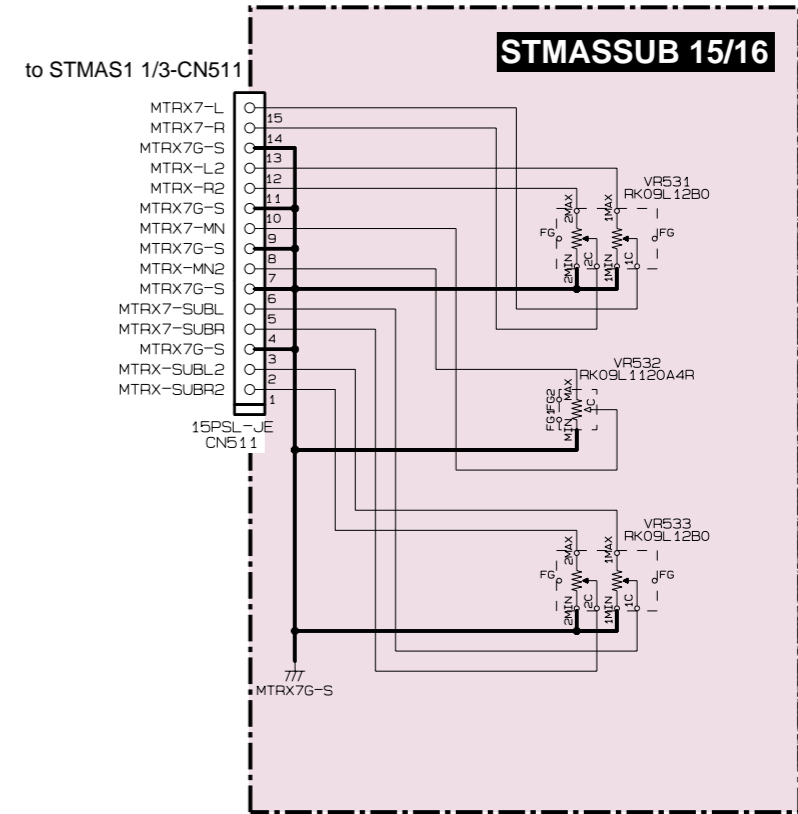 STMASSUB 15/16
to STMAS1 1/3-CN511
MTRX7-L
15
MTRX7-R
14
MTRX7G-S
13
MTRX-L2
12
MTRX-R2
11
MTRX7G-S
10
MTRX7-MN
9
MTRX7G-S
8
MTRX-MN2
7
MTRX7G-S
6
MTRX7-SUBL
5
MTRX7-SUBR
4
MTRX7G-S
3
MTRX-SUBL2
2
MTRX-SUBR2
1
15PSL-JE
CN511
VR531
RK09L12B0
2MAX
1MAX
FG
FG
2MIN
2C
1MIN
1C
VR532
RK09L1120A4R
FG1
FG2
MAX
MIN
C
VR533
RK09L12B0
2MAX
1MAX
FG
FG
2MIN
2C
1MIN
1C
MTRX7G-S